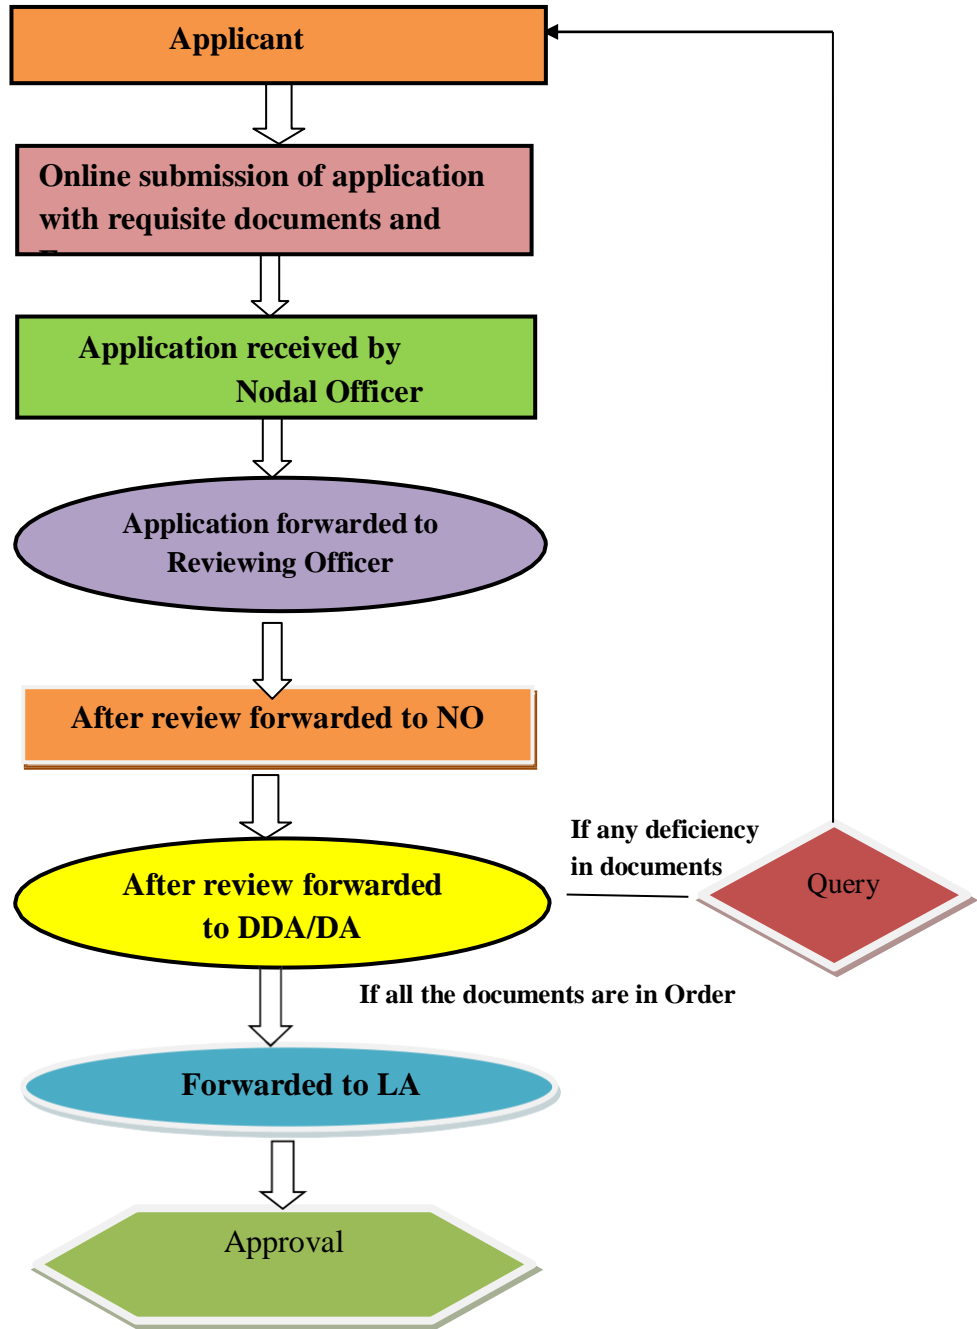 Applicant
Online submission of application
with requisite documents and
Application received by
Nodal Officer
Application forwarded to
Reviewing Officer
After review forwarded to NO
If any deficiency
in documents
Query
After review forwarded
to DDA/DA
If all the documents are in Order
Forwarded to LA
Approval